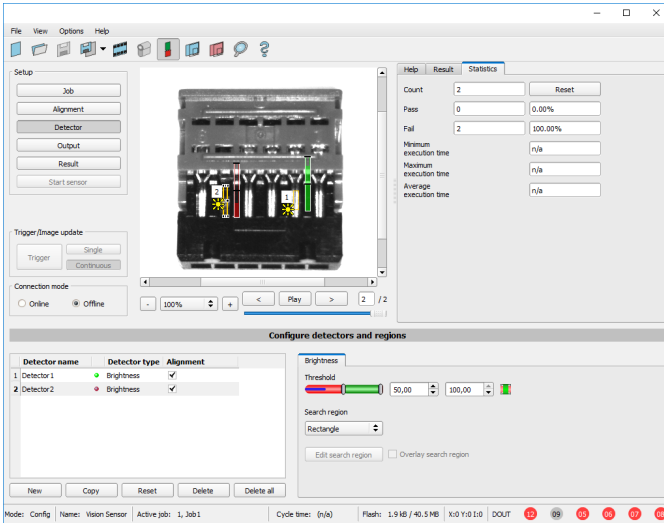 File View Options Help
Setup
Job
Alignment
Detector
Output
Result
Start sensor
Trigger/Image update
Trigger
Single
Continuous
Connection mode
Online Offline
2
1
- 100% + < Play > 2 / 2
Help Result Statistics
Count 2 Reset
Pass 0 0.00%
Fail 2 100.00%
Minimum
execution time n/a
Maximum
execution time n/a
Average
execution time n/a
Configure detectors and regions
Detector name Detector type Alignment
1 Detector1 Brightness
2 Detector2 Brightness
New Copy Reset Delete Delete all
Brightness
Threshold
50,00 100,00
Search region
Rectangle
Edit search region Overlay search region
Mode: Config Name: Vision Sensor Active job: 1, Job1 Cycle time: (n/a) Flash: 1.9 kB / 40.5 MB X:0 Y:0 I:0 DOUT 12 09 05 06 07 08